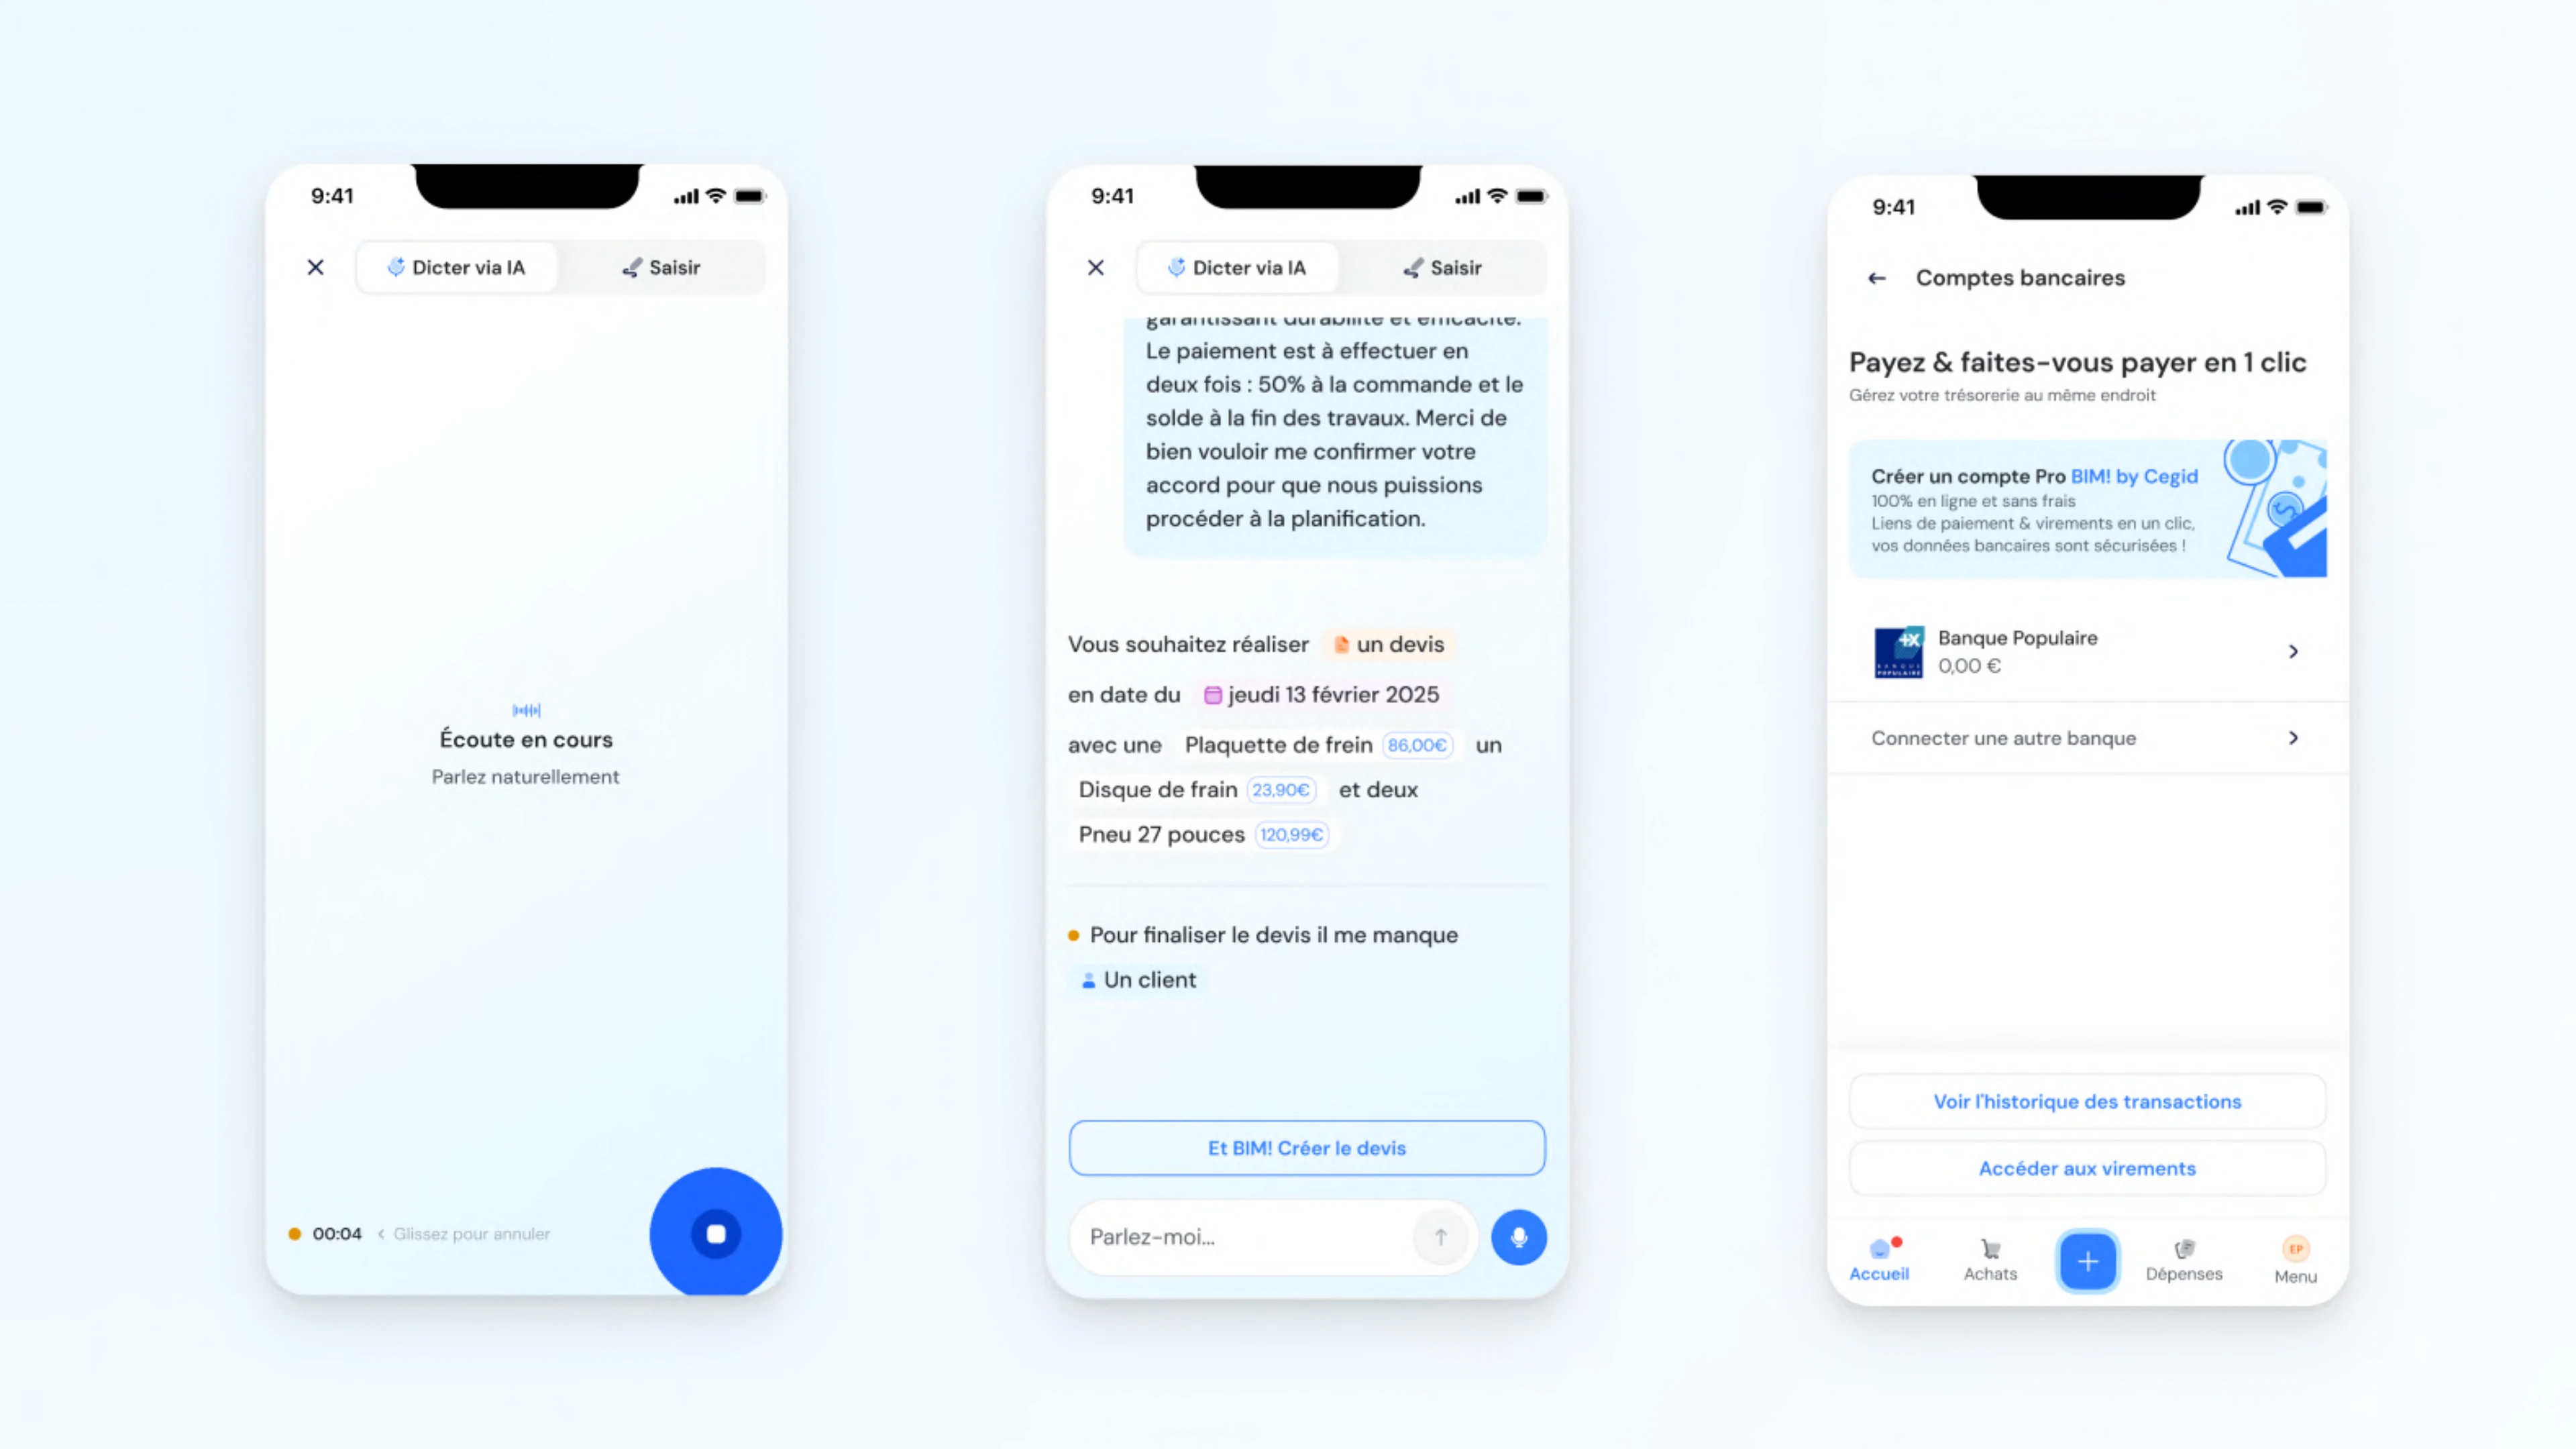 9:41
Dicter via IA
Saisir
Écoute en cours
Parlez naturellement
00:04
Glissez pour annuler
9:41
Dicter via IA
Saisir
garantissant durabilité et efficacité.
Le paiement est à effectuer en
deux fois : 50% à la commande et le
solde à la fin des travaux. Merci de
bien vouloir me confirmer votre
accord pour que nous puissions
procéder à la planification.
Vous souhaitez réaliser un devis
en date du jeudi 13 février 2025
avec une Plaquette de frein 86,00€ un
Disque de frain 23,90€ et deux
Pneu 27 pouces 120,99€
Pour finaliser le devis il me manque
Un client
Et BIM! Créer le devis
Parlez-moi...
9:41
Comptes bancaires
Payez & faites-vous payer en 1 clic
Gérez votre trésorerie au même endroit
Créer un compte Pro BIM! by Cegid
100% en ligne et sans frais
Liens de paiement & virements en un clic,
vos données bancaires sont sécurisées !
BANQUE
POPULAIRE
Banque Populaire
0,00 €
Connecter une autre banque
Voir l'historique des transactions
Accéder aux virements
Accueil
Achats
Dépenses
EP
Menu